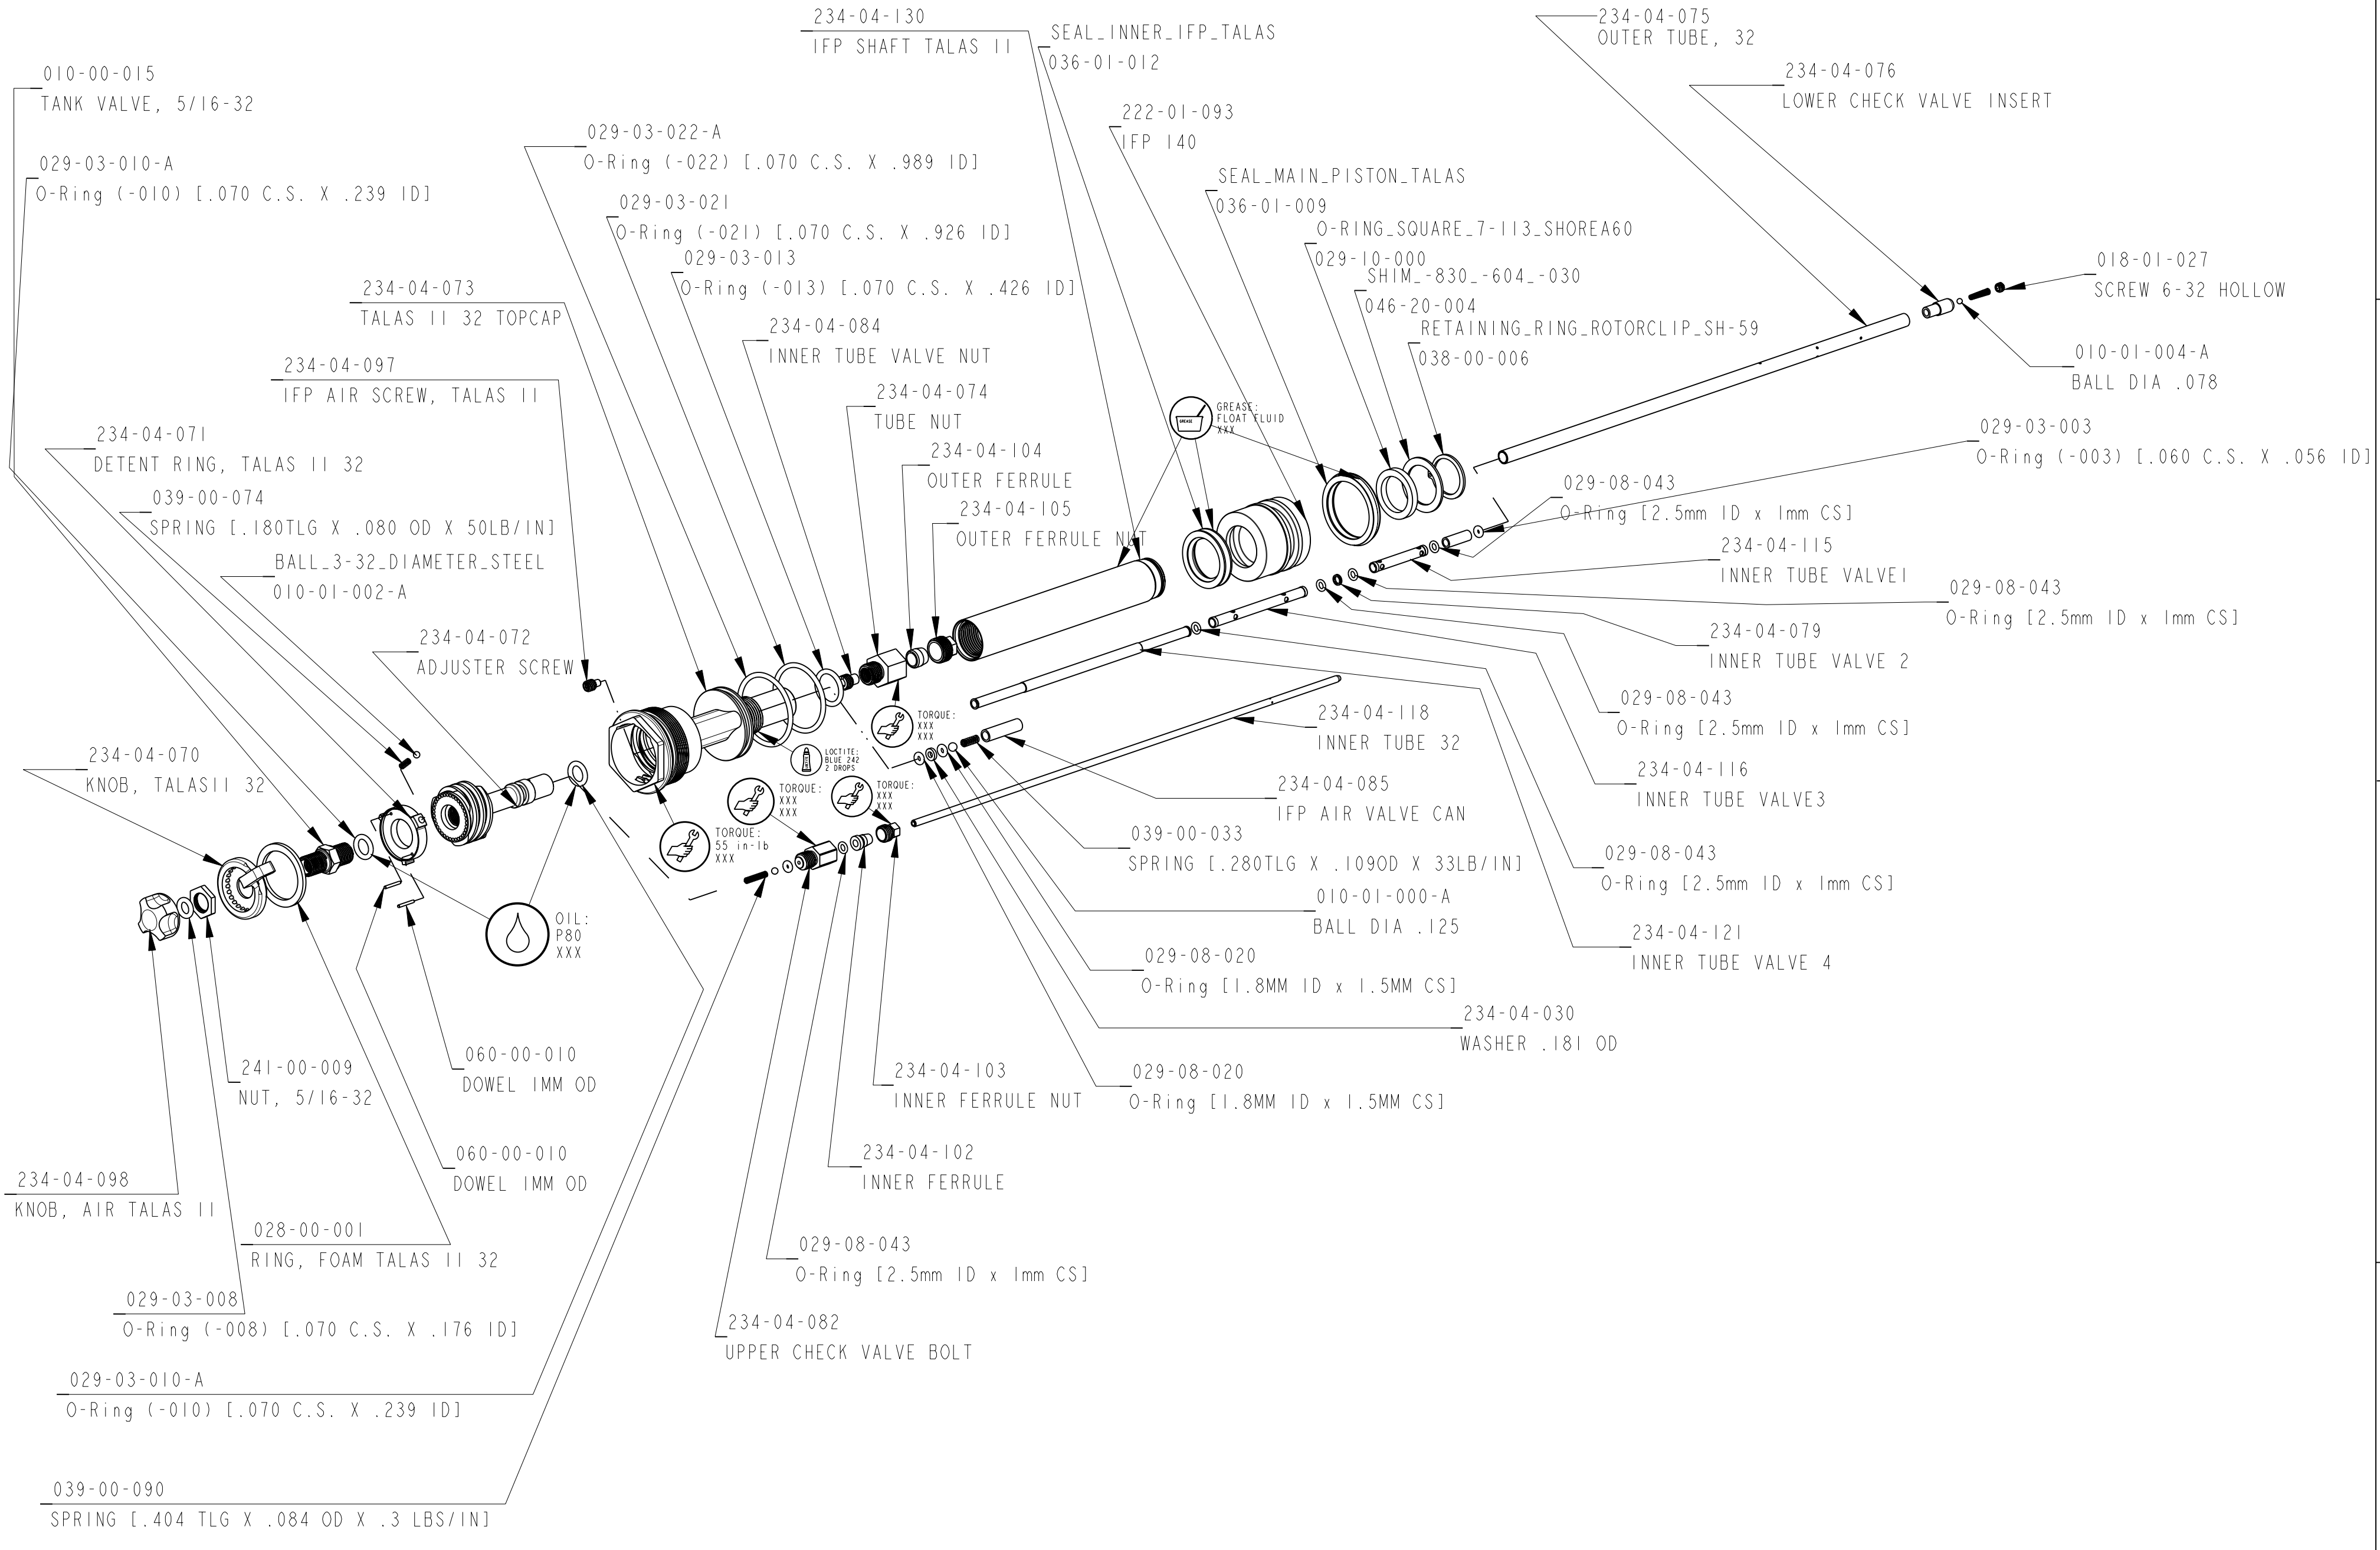 234-04-130
IFP SHAFT TALAS II
SEAL_INNER_IFP_TALAS
036-01-012
234-04-075
OUTER TUBE, 32
010-00-015
TANK VALVE, 5/16-32
234-04-076
LOWER CHECK VALVE INSERT
222-01-093
IFP 140
029-03-022-A
O-Ring (-022) [.070 C.S. X .989 ID]
029-03-010-A
O-Ring (-010) [.070 C.S. X .239 ID]
SEAL_MAIN_PISTON_TALAS
036-01-009
029-03-021
O-Ring (-021) [.070 C.S. X .926 ID]
O-RING_SQUARE_7-113_SHOREA60
029-10-000
029-03-013
O-Ring (-013) [.070 C.S. X .426 ID]
SHIM_-830_-604_-030
046-20-004
018-01-027
SCREW 6-32 HOLLOW
234-04-073
TALAS II 32 TOPCAP
234-04-084
INNER TUBE VALVE NUT
RETAINING_RING_ROTORCLIP_SH-59
038-00-006
010-01-004-A
BALL DIA .078
234-04-097
IFP AIR SCREW, TALAS II
234-04-074
TUBE NUT
GREASE
GREASE:
FLOAT FLUID
XXX
029-03-003
O-Ring (-003) [.060 C.S. X .056 ID]
234-04-071
DETENT RING, TALAS II 32
234-04-104
OUTER FERRULE
039-00-074
SPRING [.180TLG X .080 OD X 50LB/IN]
234-04-105
OUTER FERRULE NUT
029-08-043
O-Ring [2.5mm ID x 1mm CS]
BALL_3-32_DIAMETER_STEEL
010-01-002-A
234-04-115
INNER TUBE VALVE1
029-08-043
O-Ring [2.5mm ID x 1mm CS]
234-04-072
ADJUSTER SCREW
234-04-079
INNER TUBE VALVE 2
029-08-043
O-Ring [2.5mm ID x 1mm CS]
TORQUE:
XXX
XXX
234-04-118
INNER TUBE 32
234-04-070
KNOB, TALASII 32
LOCTITE:
BLUE 242
2 DROPS
234-04-116
INNER TUBE VALVE3
TORQUE:
XXX
XXX
TORQUE:
XXX
XXX
234-04-085
IFP AIR VALVE CAN
TORQUE:
55 in-lb
XXX
039-00-033
SPRING [.280TLG X .109OD X 33LB/IN]
029-08-043
O-Ring [2.5mm ID x 1mm CS]
OIL:
P80
XXX
010-01-000-A
BALL DIA .125
234-04-121
INNER TUBE VALVE 4
029-08-020
O-Ring [1.8MM ID x 1.5MM CS]
234-04-030
WASHER .181 OD
060-00-010
DOWEL 1MM OD
241-00-009
NUT, 5/16-32
234-04-103
INNER FERRULE NUT
029-08-020
O-Ring [1.8MM ID x 1.5MM CS]
060-00-010
DOWEL 1MM OD
234-04-102
INNER FERRULE
234-04-098
KNOB, AIR TALAS II
028-00-001
RING, FOAM TALAS II 32
029-08-043
O-Ring [2.5mm ID x 1mm CS]
029-03-008
O-Ring (-008) [.070 C.S. X .176 ID]
234-04-082
UPPER CHECK VALVE BOLT
029-03-010-A
O-Ring (-010) [.070 C.S. X .239 ID]
039-00-090
SPRING [.404 TLG X .084 OD X .3 LBS/IN]